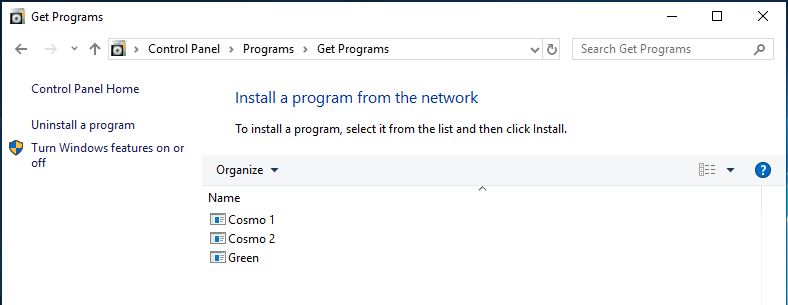 Get Programs
Control Panel > Programs > Get Programs
Search Get Programs
Control Panel Home
Uninstall a program
Turn Windows features on or
off
Install a program from the network
To install a program, select it from the list and then click Install.
Organize
?
Name
Cosmo 1
Cosmo 2
Green